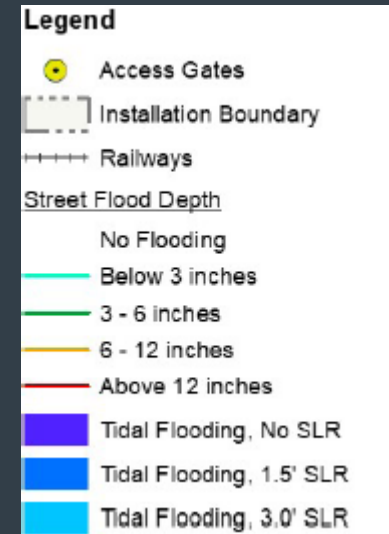 Legend
Access Gates
Installation Boundary
Railways
Street Flood Depth
No Flooding
Below 3 inches
3 - 6 inches
6 - 12 inches
Above 12 inches
Tidal Flooding, No SLR
Tidal Flooding, 1.5' SLR
Tidal Flooding, 3.0' SLR